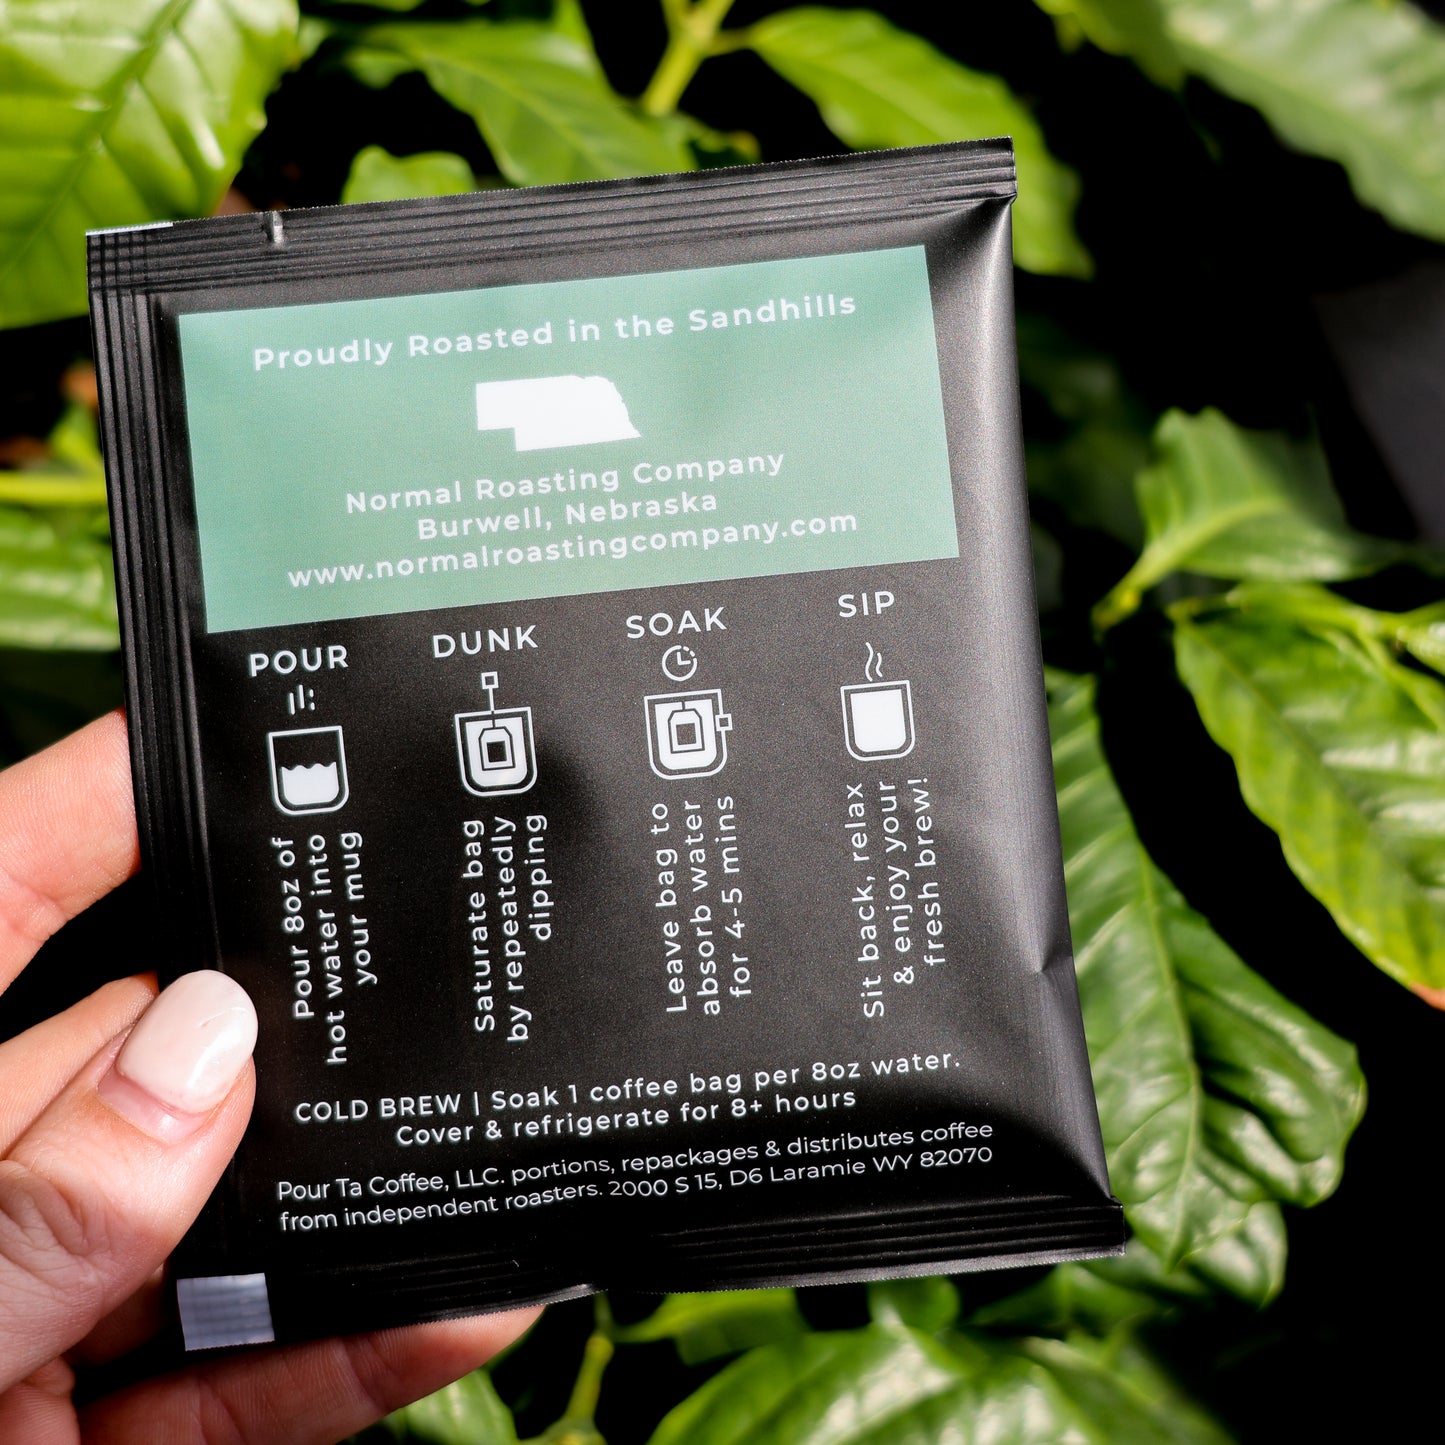 Proudly Roasted in the Sandhills
Normal Roasting Company
Burwell, Nebraska
www.normalroastingcompany.com
POUR
Pour 8oz of
hot water into
your mug
DUNK
Saturate bag
by repeatedly
dipping
SOAK
Leave bag to
absorb water
for 4-5 mins
SIP
Sit back, relax
& enjoy your
fresh brew!
COLD BREW | Soak 1 coffee bag per 8oz water.
Cover & refrigerate for 8+ hours
Pour Ta Coffee, LLC. portions, repackages & distributes coffee
from independent roasters. 2000 S 15, D6 Laramie WY 82070